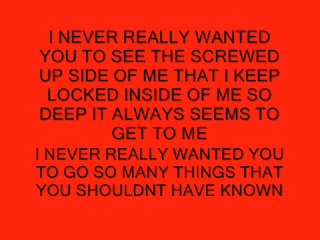 I NEVER REALLY WANTED
YOU TO SEE THE SCREWED
UP SIDE OF ME THAT I KEEP
LOCKED INSIDE OF ME SO
DEEP IT ALWAYS SEEMS TO
GET TO ME
I NEVER REALLY WANTED YOU
TO GO SO MANY THINGS THAT
YOU SHOULDNT HAVE KNOWN